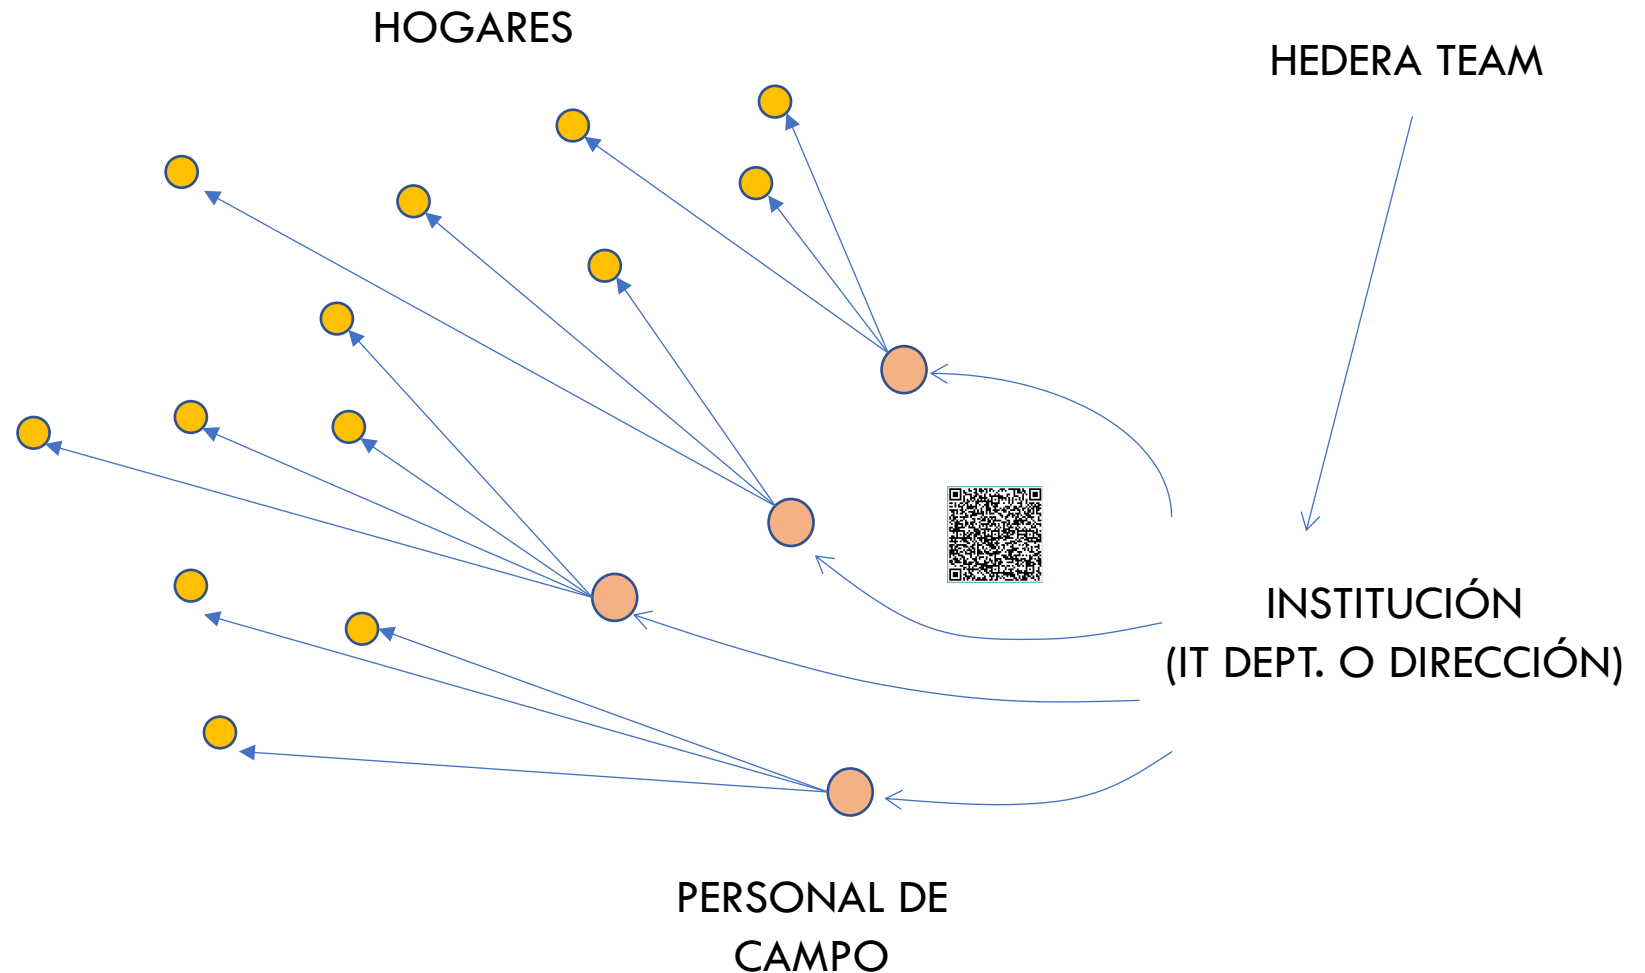 HOGARES
HEDERA TEAM
INSTITUCIÓN
(IT DEPT. O DIRECCIÓN)
PERSONAL DE
CAMPO